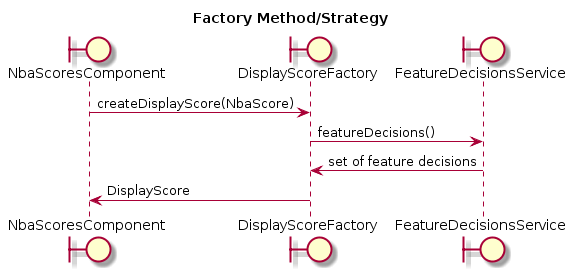 Factory Method/Strategy
NbaScoresComponent DisplayScoreFactory FeatureDecisionsService
createDisplayScore(NbaScore)
featureDecisions()
set of feature decisions
DisplayScore
NbaScoresComponent DisplayScoreFactory FeatureDecisionsService